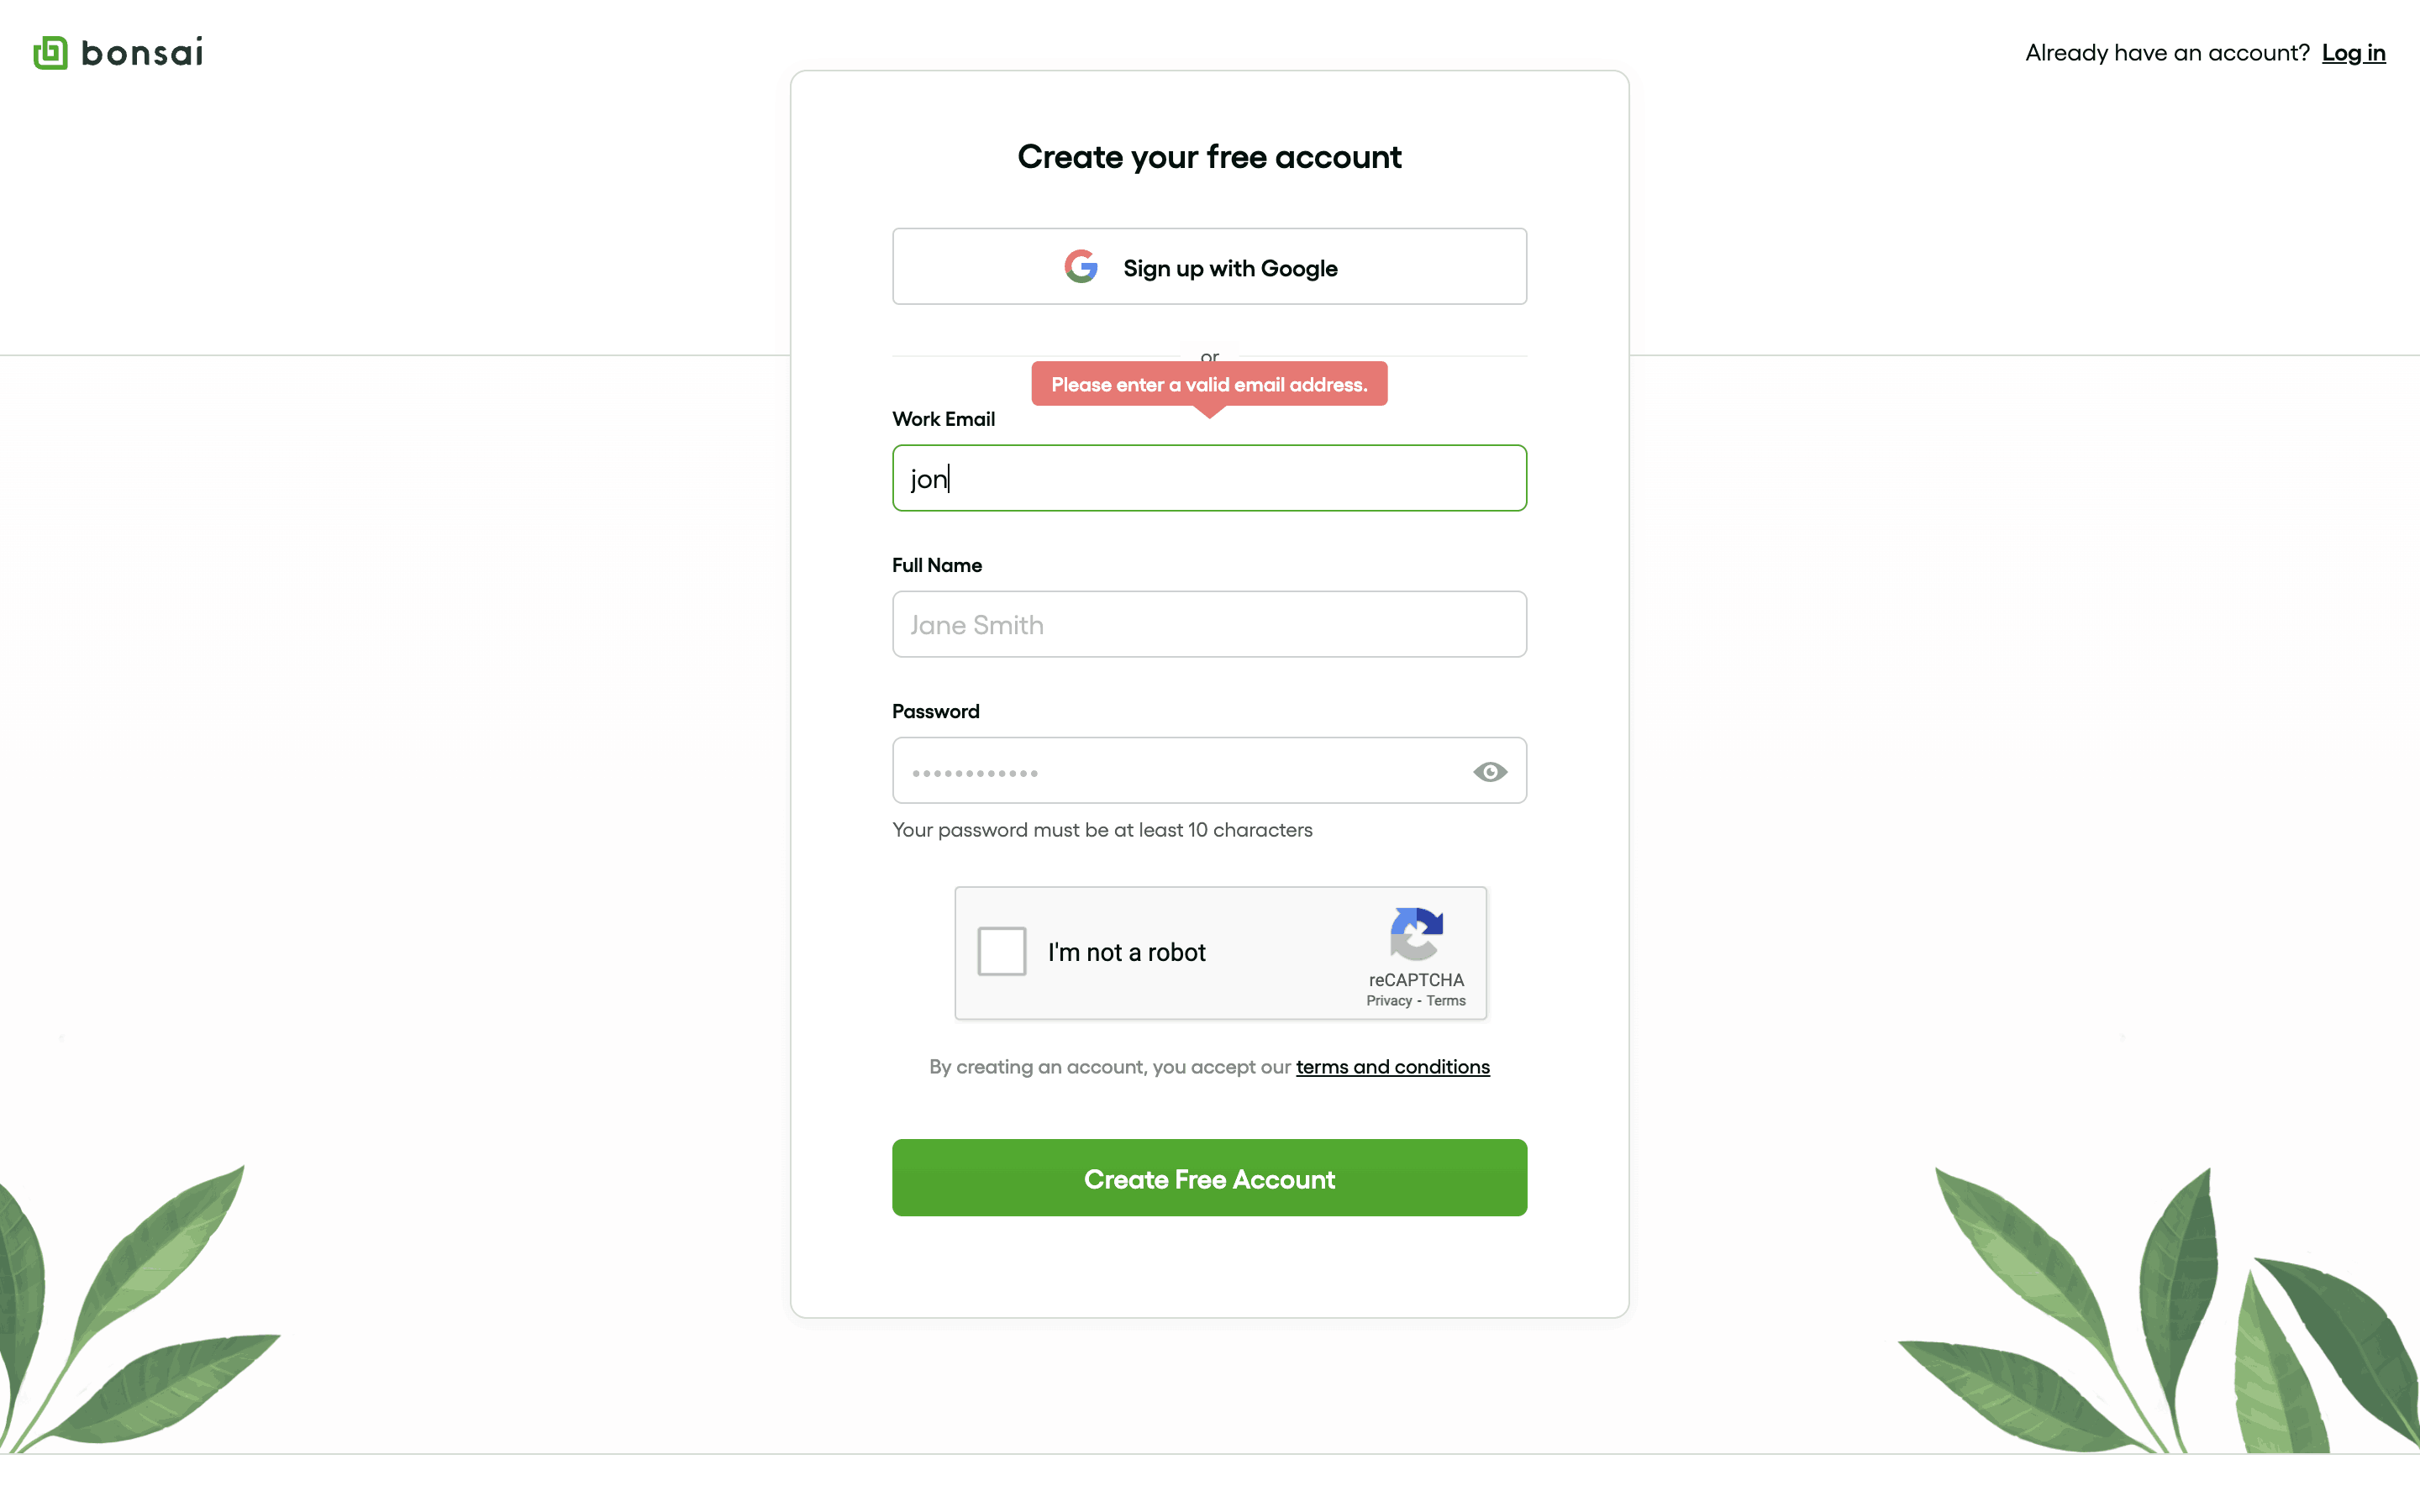 bonsai
Already have an account? Log in
Create your free account
Sign up with Google
or
Please enter a valid email address.
Work Email
jon
Full Name
Jane Smith
Password
••••••••••••
Your password must be at least 10 characters
I'm not a robot
reCAPTCHA
Privacy - Terms
By creating an account, you accept our terms and conditions
Create Free Account